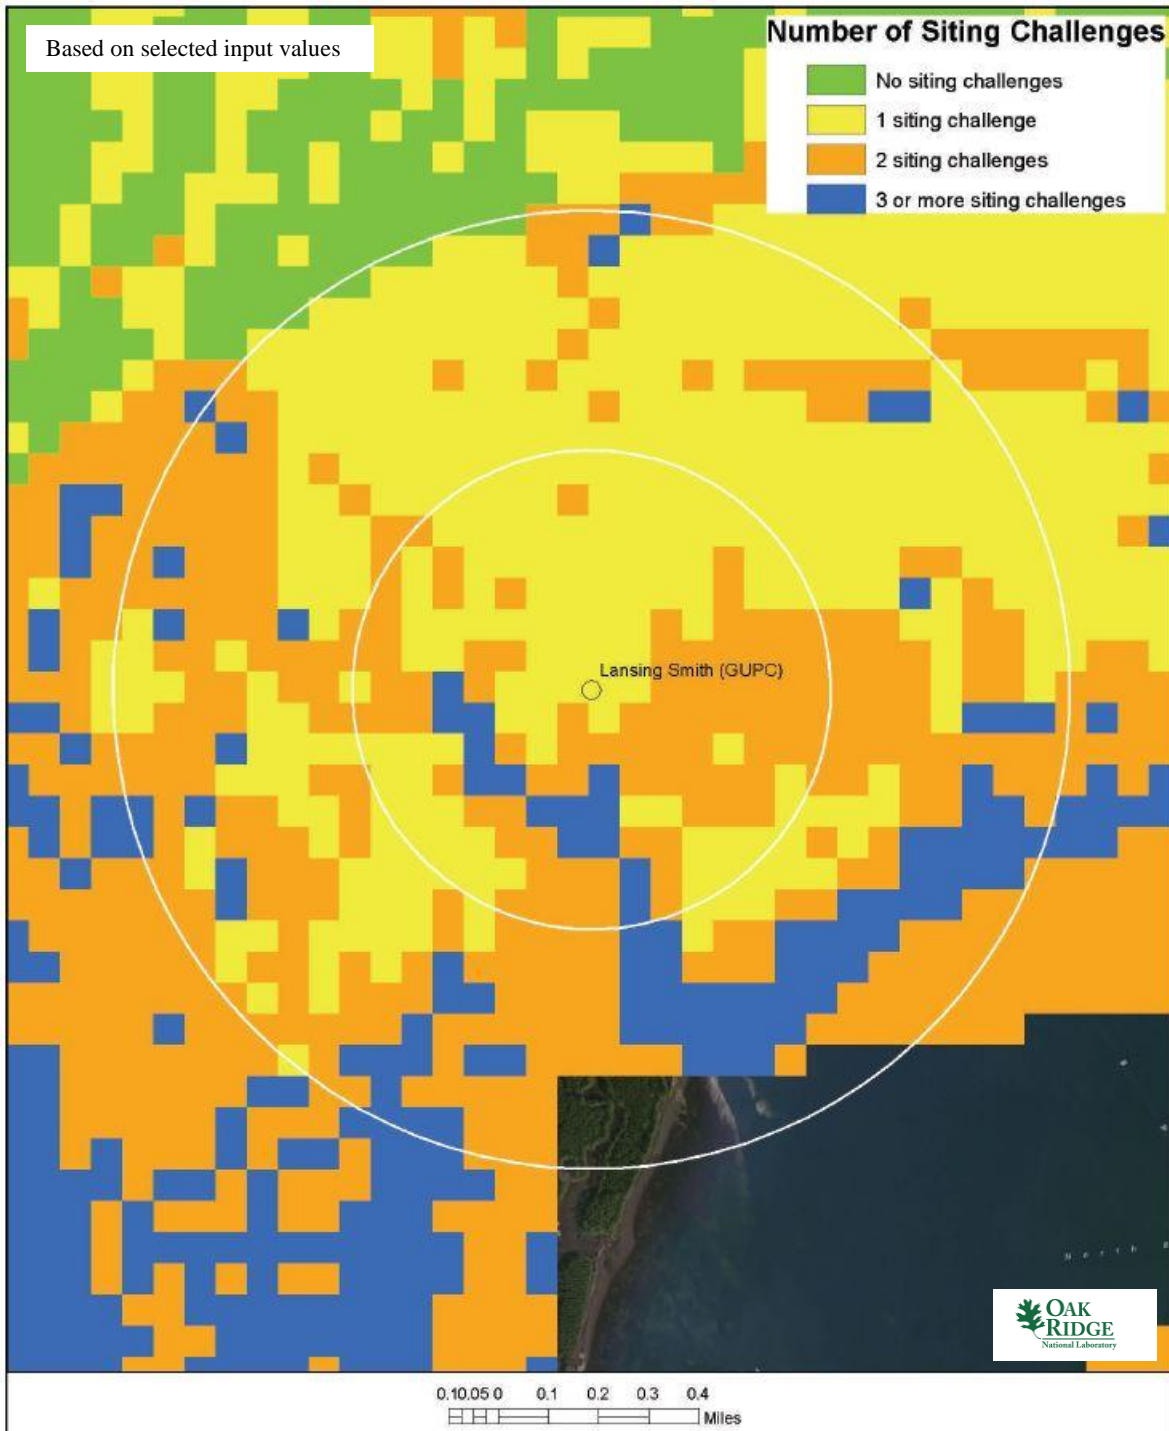 Based on selected input values
Number of Siting Challenges
No siting challenges
1 siting challenge
2 siting challenges
3 or more siting challenges
Lansing Smith (GUPC)
North
OAK
RIDGE
National Laboratory
0.10.05 0 0.1 0.2 0.3 0.4
Miles